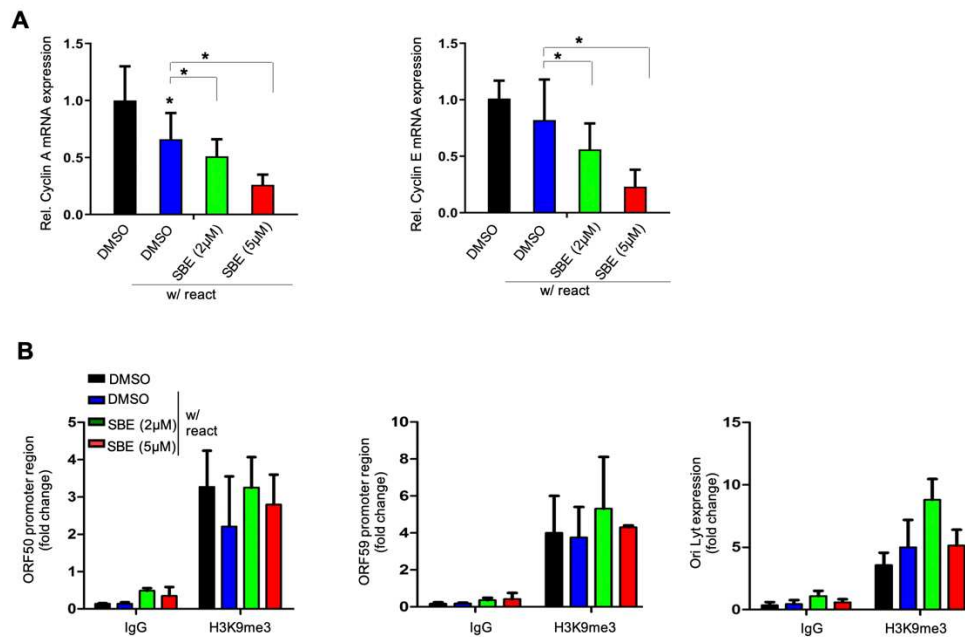 A
Rel. Cyclin A mRNA expression
1.5
1.0
0.5
0.0
*
*
*
DMSO
DMSO
SBE (2µM)
SBE (5µM)
w/ react
Rel. Cyclin E mRNA expression
1.5
1.0
0.5
0.0
*
*
DMSO
DMSO
SBE (2µM)
SBE (5µM)
w/ react
B
DMSO
DMSO
SBE (2µM)
SBE (5µM)
w/
react
ORF50 promoter region
(fold change)
5
4
3
2
1
0
IgG
H3K9me3
ORF59 promoter region
(fold change)
10
8
6
4
2
0
IgG
H3K9me3
Ori Lyt expression
(fold change)
15
10
5
0
IgG
H3K9me3